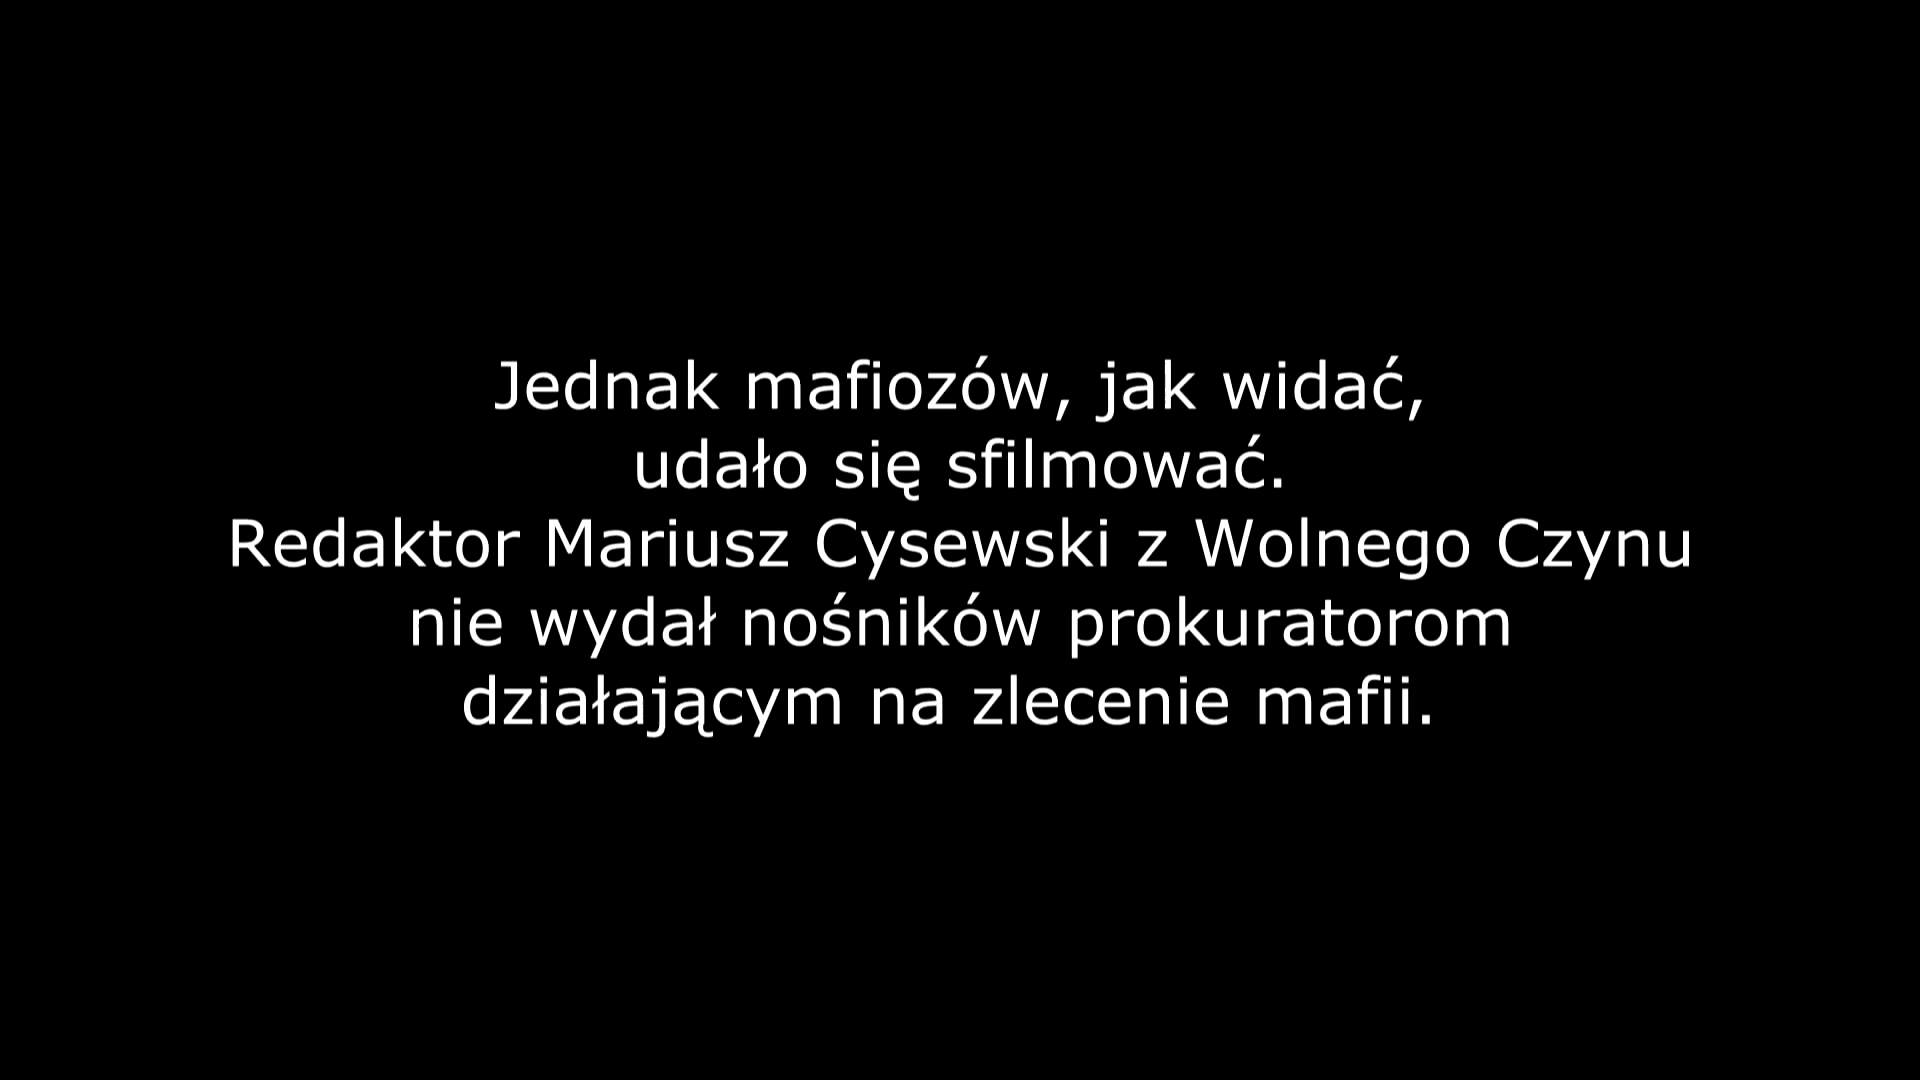 Jednak mafiozów, jak widać,
udało się sfilmować.
Redaktor Mariusz Cysewski z Wolnego Czynu
nie wydał nośników prokuratorom
działającym na zlecenie mafii.